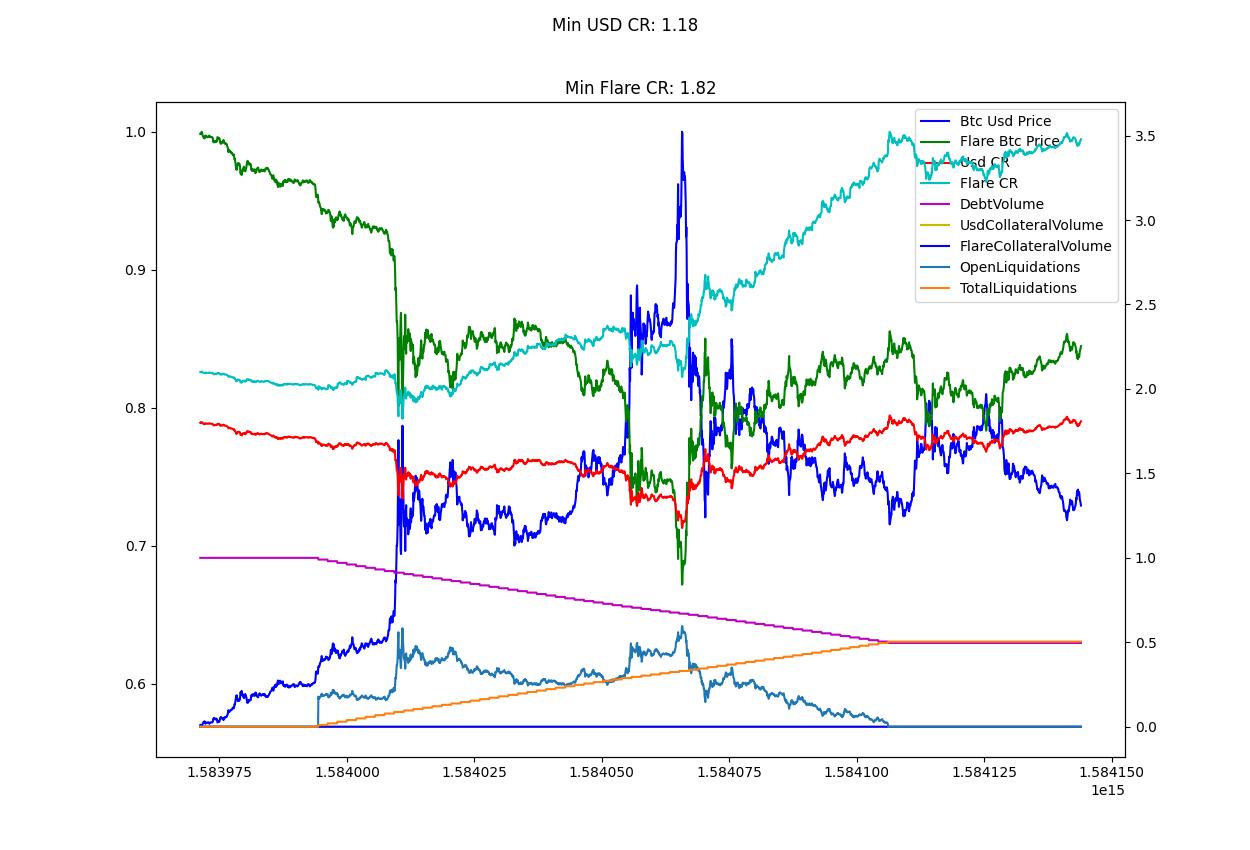 Min USD CR: 1.18
Min Flare CR: 1.82
Btc Usd Price
Flare Btc Price
Usd CR
Flare CR
DebtVolume
UsdCollateralVolume
FlareCollateralVolume
OpenLiquidations
TotalLiquidations
1.0
0.9
0.8
0.7
0.6
3.5
3.0
2.5
2.0
1.5
1.0
0.5
0.0
1.583975
1.584000
1.584025
1.584050
1.584075
1.584100
1.584125
1.584150
1e15